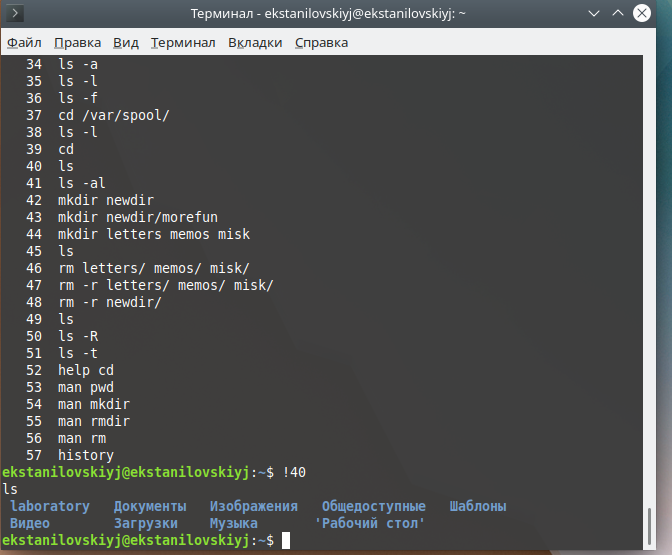 Терминал - ekstanilovskiyj@ekstanilovskiyj: ~
Файл Правка Вид Терминал Вкладки Справка
34 ls -a
35 ls -l
36 ls -f
37 cd /var/spool/
38 ls -l
39 cd
40 ls
41 ls -al
42 mkdir newdir
43 mkdir newdir/morefun
44 mkdir letters memos misk
45 ls
46 rm letters/ memos/ misk/
47 rm -r letters/ memos/ misk/
48 rm -r newdir/
49 ls
50 ls -R
51 ls -t
52 help cd
53 man pwd
54 man mkdir
55 man rmdir
56 man rm
57 history
ekstanilovskiyj@ekstanilovskiyj:~$ !40
ls
laboratory Документы Изображения Общедоступные Шаблоны
Видео Загрузки Музыка 'Рабочий стол'
ekstanilovskiyj@ekstanilovskiyj:~$